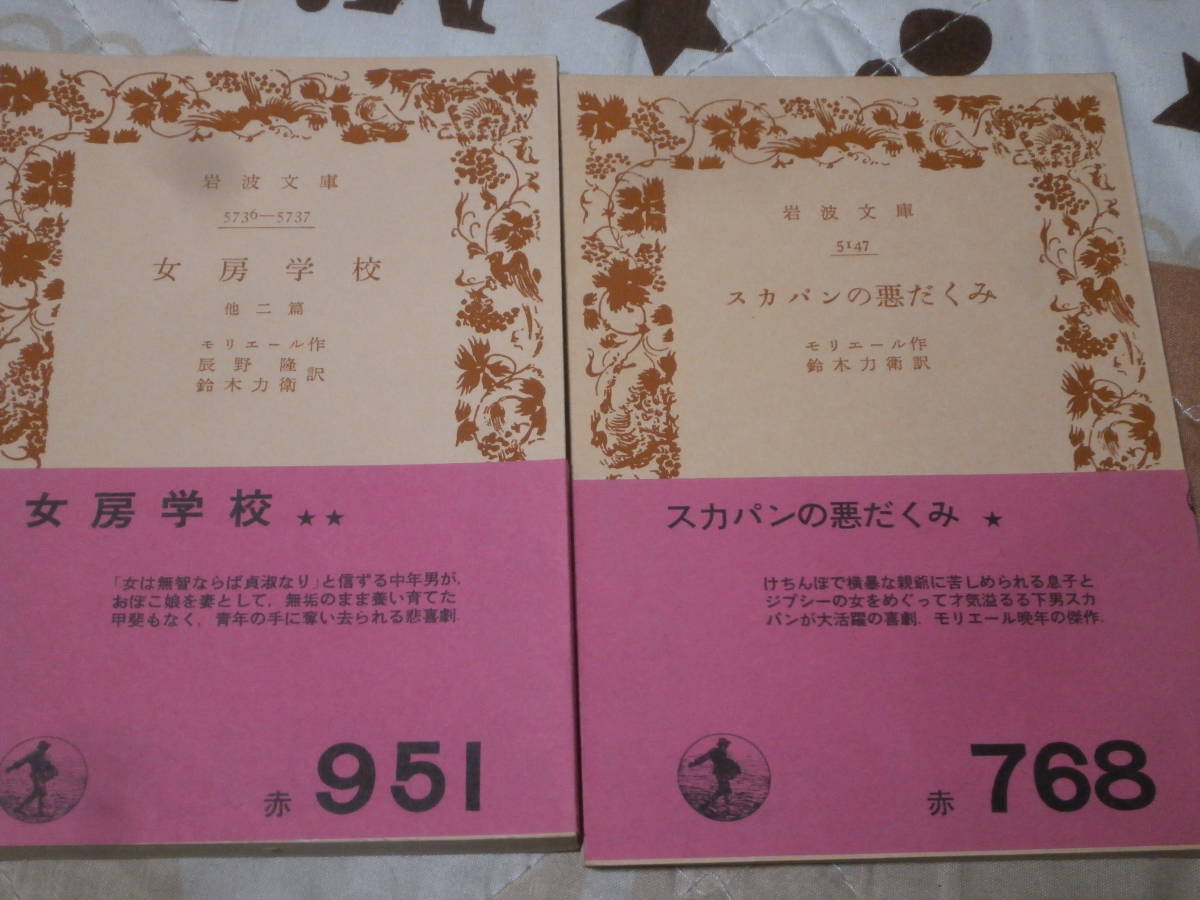 岩波文庫
5736—5737
女房学校
他二篇
モリエール作
辰野隆
鈴木力衛訳
女房学校 ★★
「女は無智ならば貞淑なり」と信ずる中年男が,
おぼこ娘を妻として, 無垢のまま養い育てた
甲斐もなく, 青年の手に奪い去られる悲喜劇.
赤 951
岩波文庫
5147
スカパンの悪だくみ
モリエール作
鈴木力衛訳
スカパンの悪だくみ ★
けちんぼで横暴な親爺に苦しめられる息子と
ジプシーの女をめぐって才気溢るる下男スカ
パンが大活躍の喜劇. モリエール晩年の傑作.
赤 768